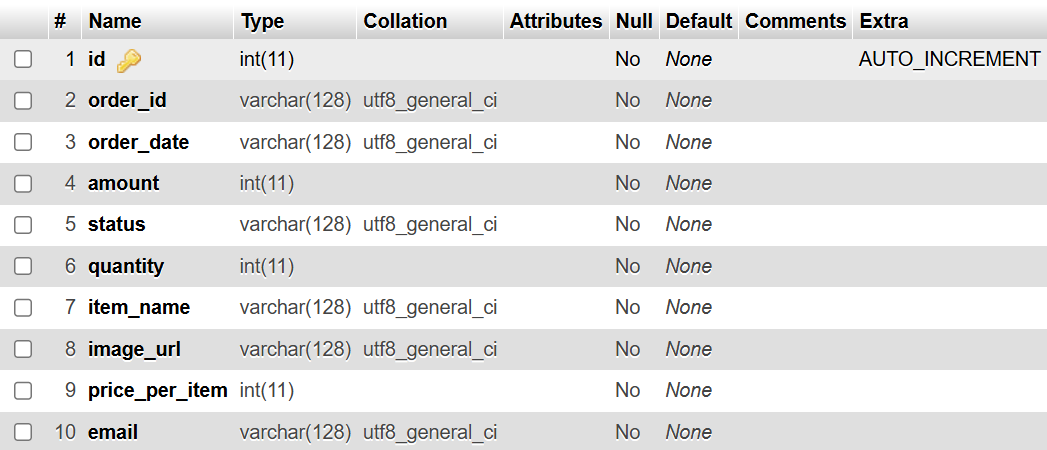 # Name Type Collation Attributes Null Default Comments Extra
1 id int(11) No None AUTO_INCREMENT
2 order_id varchar(128) utf8_general_ci No None
3 order_date varchar(128) utf8_general_ci No None
4 amount int(11) No None
5 status varchar(128) utf8_general_ci No None
6 quantity int(11) No None
7 item_name varchar(128) utf8_general_ci No None
8 image_url varchar(128) utf8_general_ci No None
9 price_per_item int(11) No None
10 email varchar(128) utf8_general_ci No None